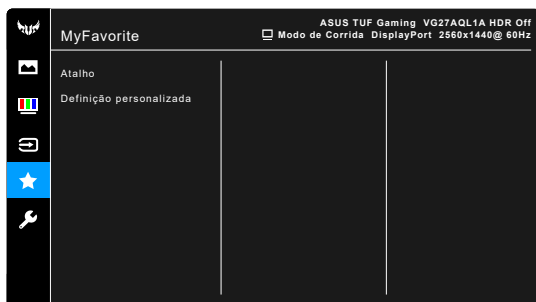 ASUS TUF Gaming VG27AQL1A HDR Off
MyFavorite
Modo de Corrida DisplayPort 2560x1440@ 60Hz
Atalho
Definição personalizada